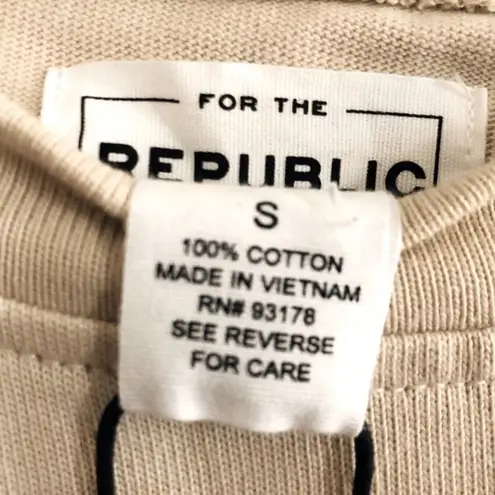 FOR THE
REPUBLIC
S
100% COTTON
MADE IN VIETNAM
RN# 93178
SEE REVERSE
FOR CARE